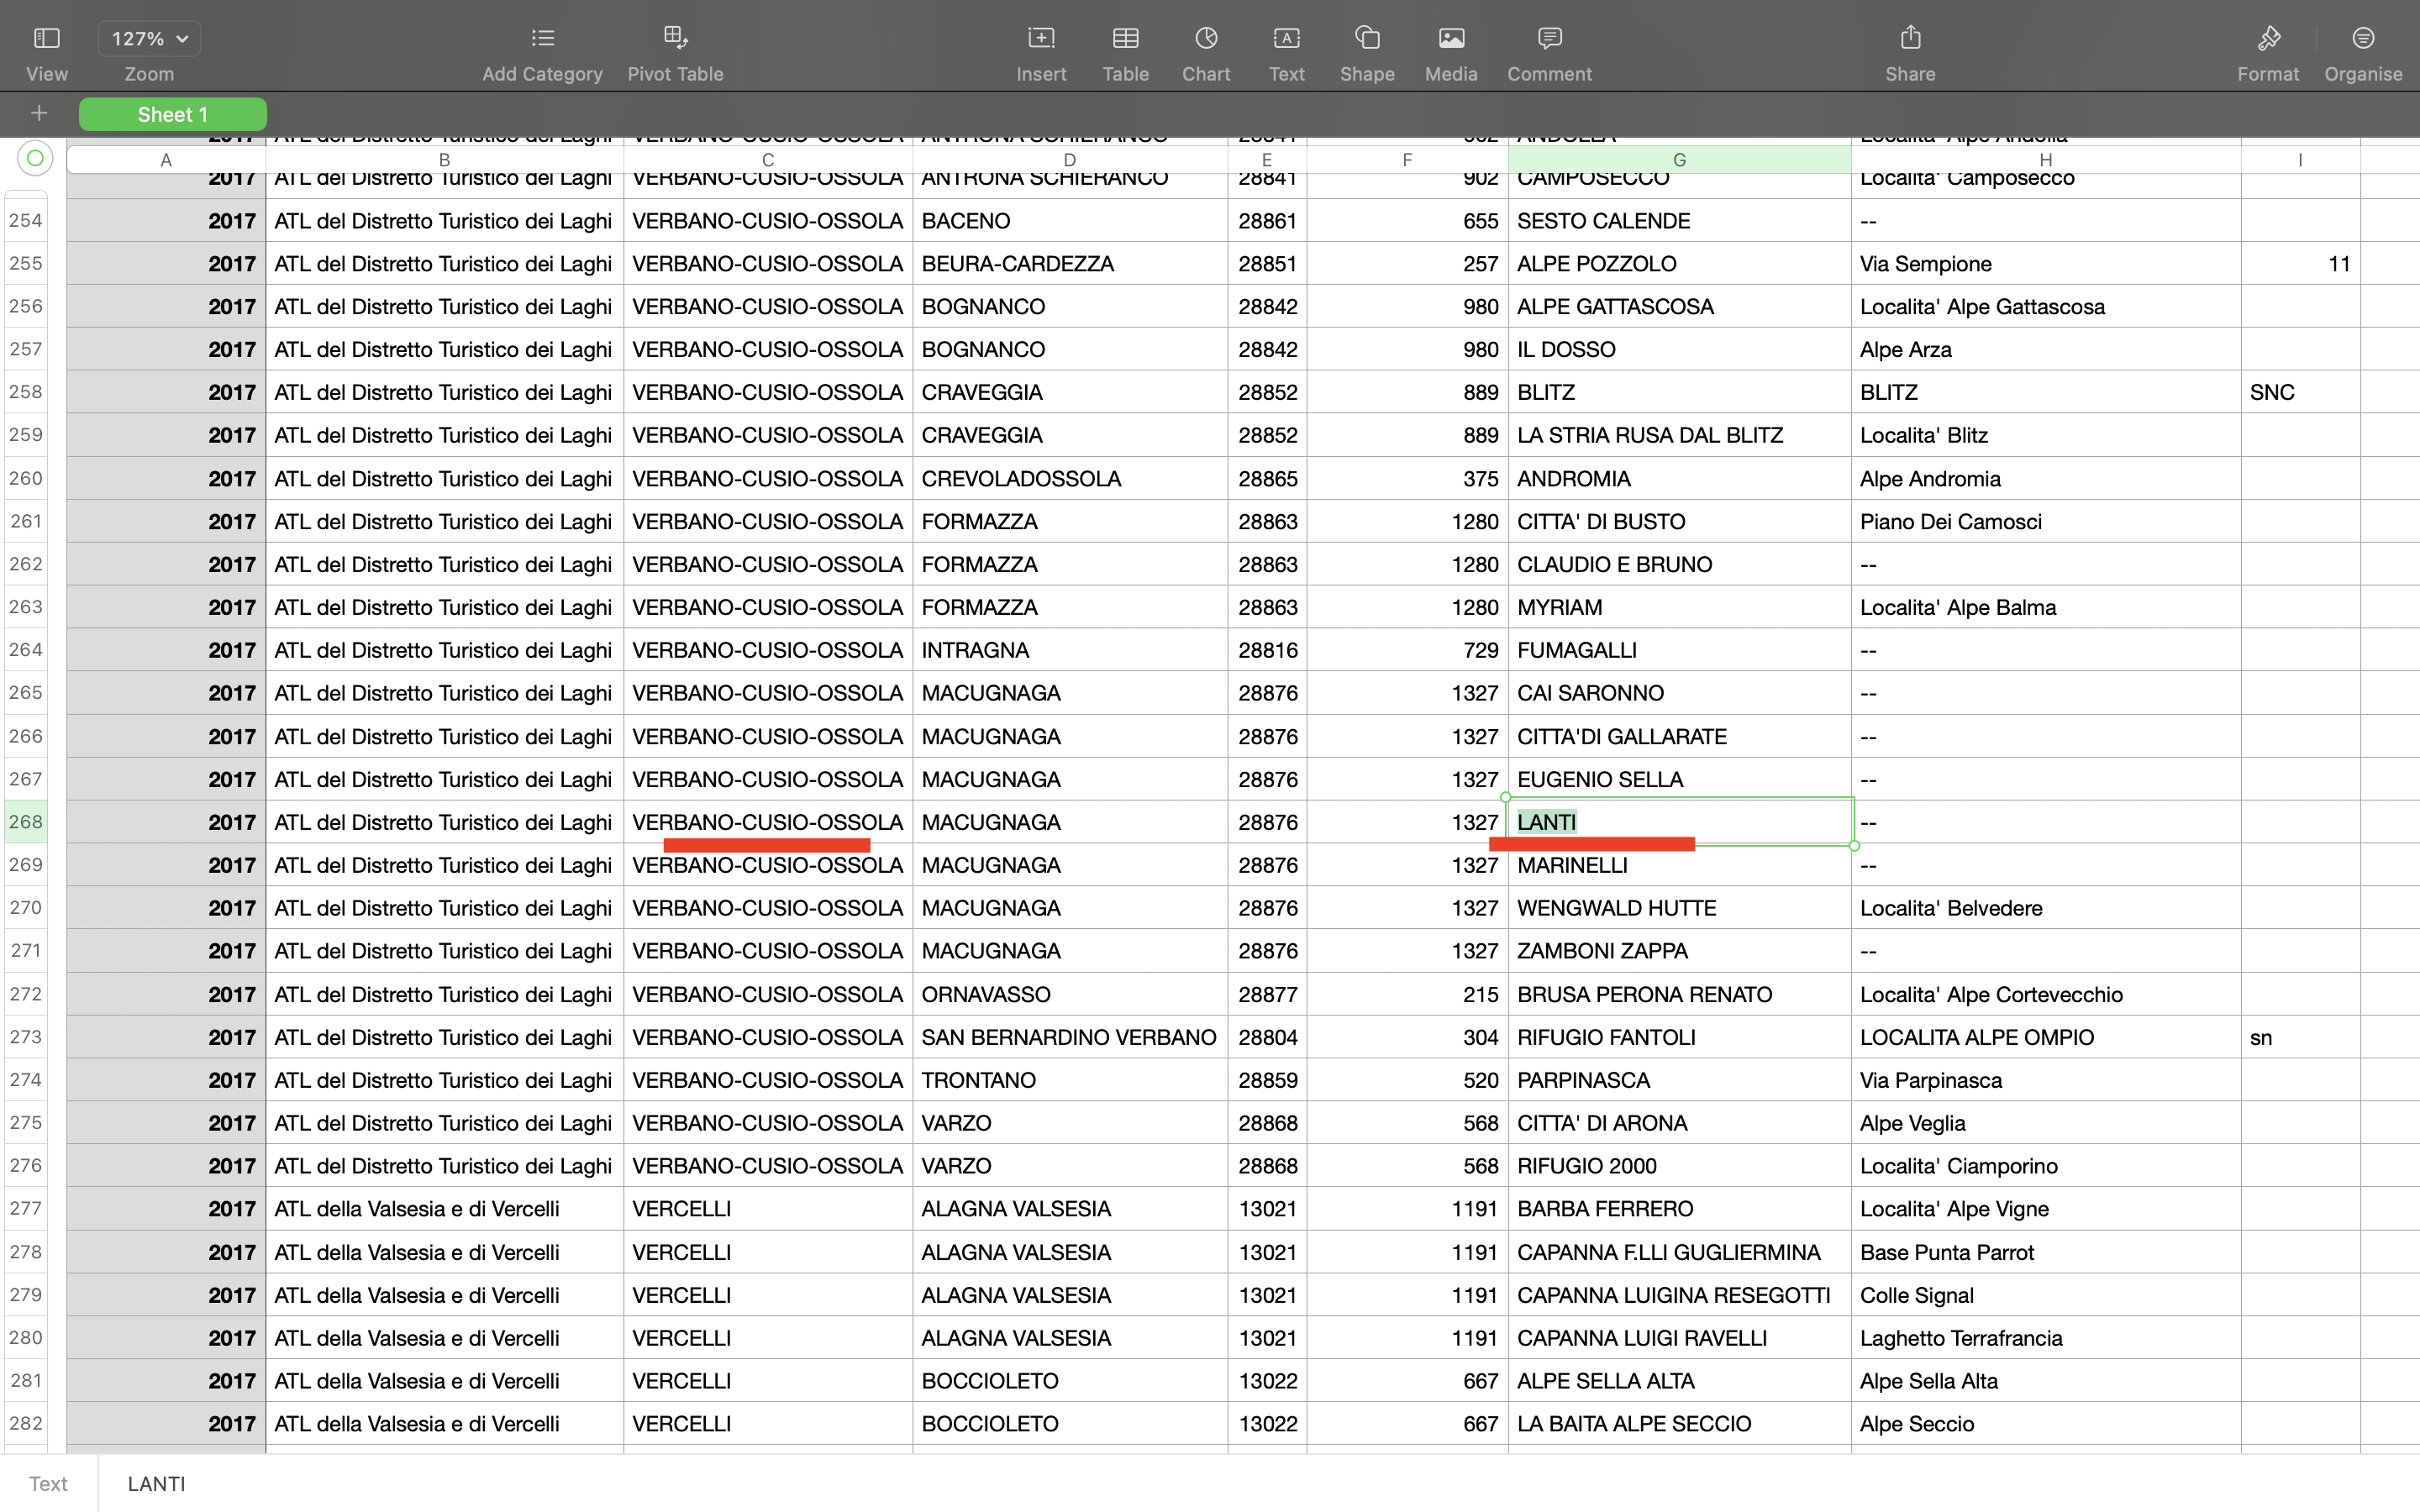 127%
View Zoom Add Category Pivot Table Insert Table Chart Text Shape Media Comment Share Format Organise
Sheet 1
A B C D E F G H I
2017 ATL del Distretto Turistico dei Laghi VERBANO-CUSIO-OSSOLA ANTRONA SCHIERANCO 28841 902 CAMPOSECCO Localita' Camposecco
254 2017 ATL del Distretto Turistico dei Laghi VERBANO-CUSIO-OSSOLA BACENO 28861 655 SESTO CALENDE --
255 2017 ATL del Distretto Turistico dei Laghi VERBANO-CUSIO-OSSOLA BEURA-CARDEZZA 28851 257 ALPE POZZOLO Via Sempione 11
256 2017 ATL del Distretto Turistico dei Laghi VERBANO-CUSIO-OSSOLA BOGNANCO 28842 980 ALPE GATTASCOSA Localita' Alpe Gattascosa
257 2017 ATL del Distretto Turistico dei Laghi VERBANO-CUSIO-OSSOLA BOGNANCO 28842 980 IL DOSSO Alpe Arza
258 2017 ATL del Distretto Turistico dei Laghi VERBANO-CUSIO-OSSOLA CRAVEGGIA 28852 889 BLITZ BLITZ SNC
259 2017 ATL del Distretto Turistico dei Laghi VERBANO-CUSIO-OSSOLA CRAVEGGIA 28852 889 LA STRIA RUSA DAL BLITZ Localita' Blitz
260 2017 ATL del Distretto Turistico dei Laghi VERBANO-CUSIO-OSSOLA CREVOLADOSSOLA 28865 375 ANDROMIA Alpe Andromia
261 2017 ATL del Distretto Turistico dei Laghi VERBANO-CUSIO-OSSOLA FORMAZZA 28863 1280 CITTA' DI BUSTO Piano Dei Camosci
262 2017 ATL del Distretto Turistico dei Laghi VERBANO-CUSIO-OSSOLA FORMAZZA 28863 1280 CLAUDIO E BRUNO --
263 2017 ATL del Distretto Turistico dei Laghi VERBANO-CUSIO-OSSOLA FORMAZZA 28863 1280 MYRIAM Localita' Alpe Balma
264 2017 ATL del Distretto Turistico dei Laghi VERBANO-CUSIO-OSSOLA INTRAGNA 28816 729 FUMAGALLI --
265 2017 ATL del Distretto Turistico dei Laghi VERBANO-CUSIO-OSSOLA MACUGNAGA 28876 1327 CAI SARONNO --
266 2017 ATL del Distretto Turistico dei Laghi VERBANO-CUSIO-OSSOLA MACUGNAGA 28876 1327 CITTA'DI GALLARATE --
267 2017 ATL del Distretto Turistico dei Laghi VERBANO-CUSIO-OSSOLA MACUGNAGA 28876 1327 EUGENIO SELLA --
268 2017 ATL del Distretto Turistico dei Laghi VERBANO-CUSIO-OSSOLA MACUGNAGA 28876 1327 LANTI --
269 2017 ATL del Distretto Turistico dei Laghi VERBANO-CUSIO-OSSOLA MACUGNAGA 28876 1327 MARINELLI --
270 2017 ATL del Distretto Turistico dei Laghi VERBANO-CUSIO-OSSOLA MACUGNAGA 28876 1327 WENGWALD HUTTE Localita' Belvedere
271 2017 ATL del Distretto Turistico dei Laghi VERBANO-CUSIO-OSSOLA MACUGNAGA 28876 1327 ZAMBONI ZAPPA --
272 2017 ATL del Distretto Turistico dei Laghi VERBANO-CUSIO-OSSOLA ORNAVASSO 28877 215 BRUSA PERONA RENATO Localita' Alpe Cortevecchio
273 2017 ATL del Distretto Turistico dei Laghi VERBANO-CUSIO-OSSOLA SAN BERNARDINO VERBANO 28804 304 RIFUGIO FANTOLI LOCALITA ALPE OMPIO sn
274 2017 ATL del Distretto Turistico dei Laghi VERBANO-CUSIO-OSSOLA TRONTANO 28859 520 PARPINASCA Via Parpinasca
275 2017 ATL del Distretto Turistico dei Laghi VERBANO-CUSIO-OSSOLA VARZO 28868 568 CITTA' DI ARONA Alpe Veglia
276 2017 ATL del Distretto Turistico dei Laghi VERBANO-CUSIO-OSSOLA VARZO 28868 568 RIFUGIO 2000 Localita' Ciamporino
277 2017 ATL della Valsesia e di Vercelli VERCELLI ALAGNA VALSESIA 13021 1191 BARBA FERRERO Localita' Alpe Vigne
278 2017 ATL della Valsesia e di Vercelli VERCELLI ALAGNA VALSESIA 13021 1191 CAPANNA F.LLI GUGLIERMINA Base Punta Parrot
279 2017 ATL della Valsesia e di Vercelli VERCELLI ALAGNA VALSESIA 13021 1191 CAPANNA LUIGINA RESEGOTTI Colle Signal
280 2017 ATL della Valsesia e di Vercelli VERCELLI ALAGNA VALSESIA 13021 1191 CAPANNA LUIGI RAVELLI Laghetto Terrafrancia
281 2017 ATL della Valsesia e di Vercelli VERCELLI BOCCIOLETO 13022 667 ALPE SELLA ALTA Alpe Sella Alta
282 2017 ATL della Valsesia e di Vercelli VERCELLI BOCCIOLETO 13022 667 LA BAITA ALPE SECCIO Alpe Seccio
Text LANTI